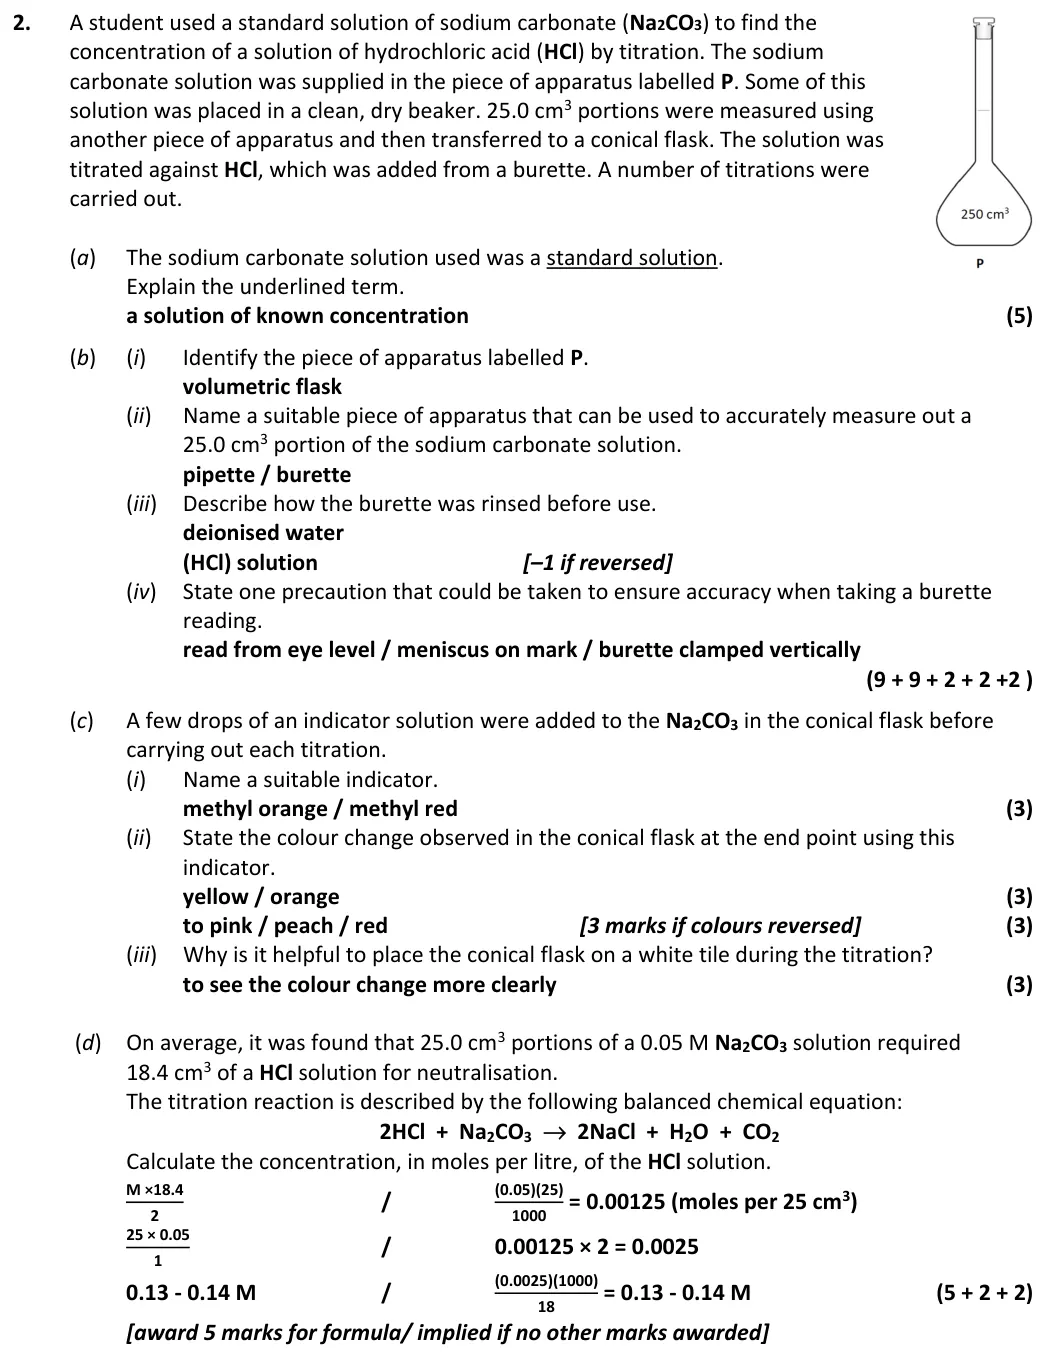 2. A student used a standard solution of sodium carbonate (Na₂CO₃) to find the
concentration of a solution of hydrochloric acid (HCl) by titration. The sodium
carbonate solution was supplied in the piece of apparatus labelled P. Some of this
solution was placed in a clean, dry beaker. 25.0 cm³ portions were measured using
another piece of apparatus and then transferred to a conical flask. The solution was
titrated against HCl, which was added from a burette. A number of titrations were
carried out.
250 cm³
P
(a) The sodium carbonate solution used was a standard solution.
Explain the underlined term.
a solution of known concentration (5)
(b) (i) Identify the piece of apparatus labelled P.
volumetric flask
(ii) Name a suitable piece of apparatus that can be used to accurately measure out a
25.0 cm³ portion of the sodium carbonate solution.
pipette / burette
(iii) Describe how the burette was rinsed before use.
deionised water
(HCl) solution [–1 if reversed]
(iv) State one precaution that could be taken to ensure accuracy when taking a burette
reading.
read from eye level / meniscus on mark / burette clamped vertically
(9 + 9 + 2 + 2 +2 )
(c) A few drops of an indicator solution were added to the Na₂CO₃ in the conical flask before
carrying out each titration.
(i) Name a suitable indicator.
methyl orange / methyl red (3)
(ii) State the colour change observed in the conical flask at the end point using this
indicator.
yellow / orange (3)
to pink / peach / red [3 marks if colours reversed] (3)
(iii) Why is it helpful to place the conical flask on a white tile during the titration?
to see the colour change more clearly (3)
(d) On average, it was found that 25.0 cm³ portions of a 0.05 M Na₂CO₃ solution required
18.4 cm³ of a HCl solution for neutralisation.
The titration reaction is described by the following balanced chemical equation:
2HCl + Na₂CO₃ → 2NaCl + H₂O + CO₂
Calculate the concentration, in moles per litre, of the HCl solution.
M ×18.4 / (0.05)(25) = 0.00125 (moles per 25 cm³)
2 1000
25 × 0.05 / 0.00125 × 2 = 0.0025
1
0.13 - 0.14 M / (0.0025)(1000) = 0.13 - 0.14 M (5 + 2 + 2)
18
[award 5 marks for formula/ implied if no other marks awarded]